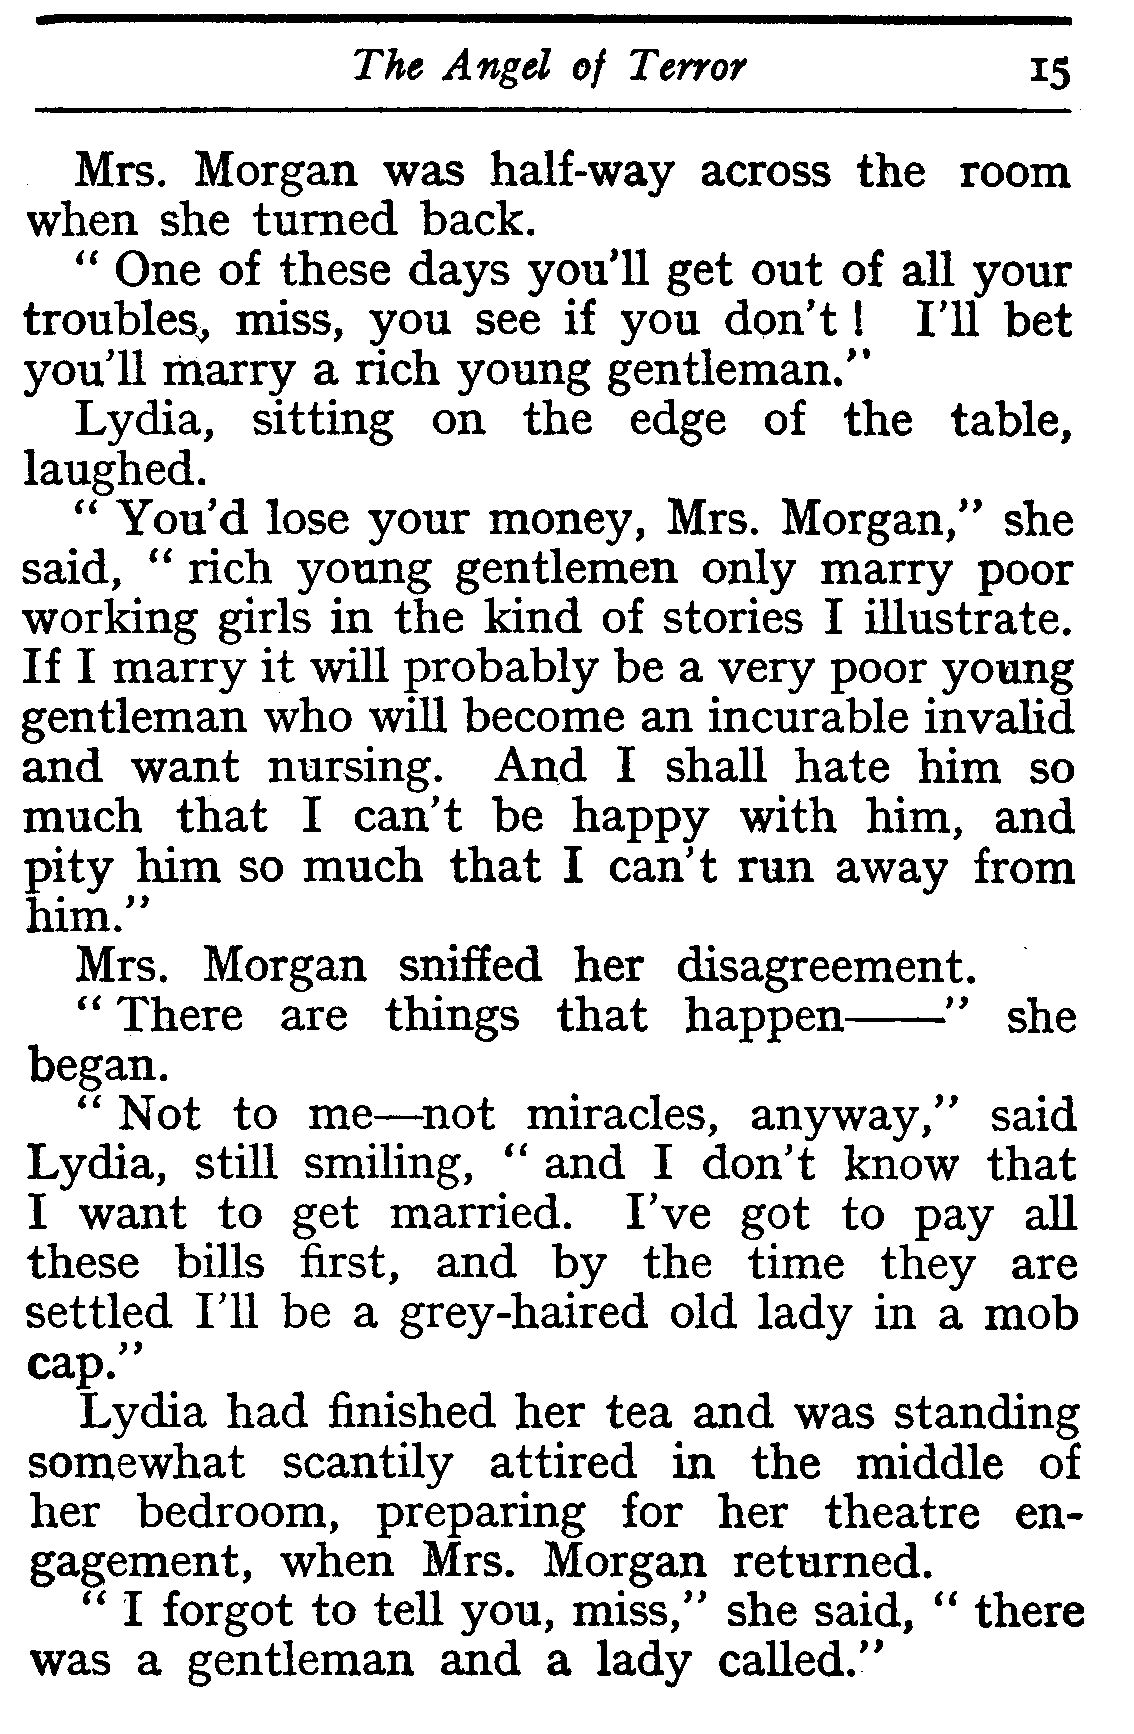 The Angel of Terror 15
Mrs. Morgan was half-way across the room
when she turned back.
" One of these days you'll get out of all your
troubles, miss, you see if you don't ! I'll bet
you'll marry a rich young gentleman."
Lydia, sitting on the edge of the table,
laughed.
" You'd lose your money, Mrs. Morgan," she
said, " rich young gentlemen only marry poor
working girls in the kind of stories I illustrate.
If I marry it will probably be a very poor young
gentleman who will become an incurable invalid
and want nursing. And I shall hate him so
much that I can't be happy with him, and
pity him so much that I can't run away from
him."
Mrs. Morgan sniffed her disagreement.
" There are things that happen——" she
began.
" Not to me—not miracles, anyway," said
Lydia, still smiling, " and I don't know that
I want to get married. I've got to pay all
these bills first, and by the time they are
settled I'll be a grey-haired old lady in a mob
cap."
Lydia had finished her tea and was standing
somewhat scantily attired in the middle of
her bedroom, preparing for her theatre en-
gagement, when Mrs. Morgan returned.
" I forgot to tell you, miss," she said, " there
was a gentleman and a lady called."